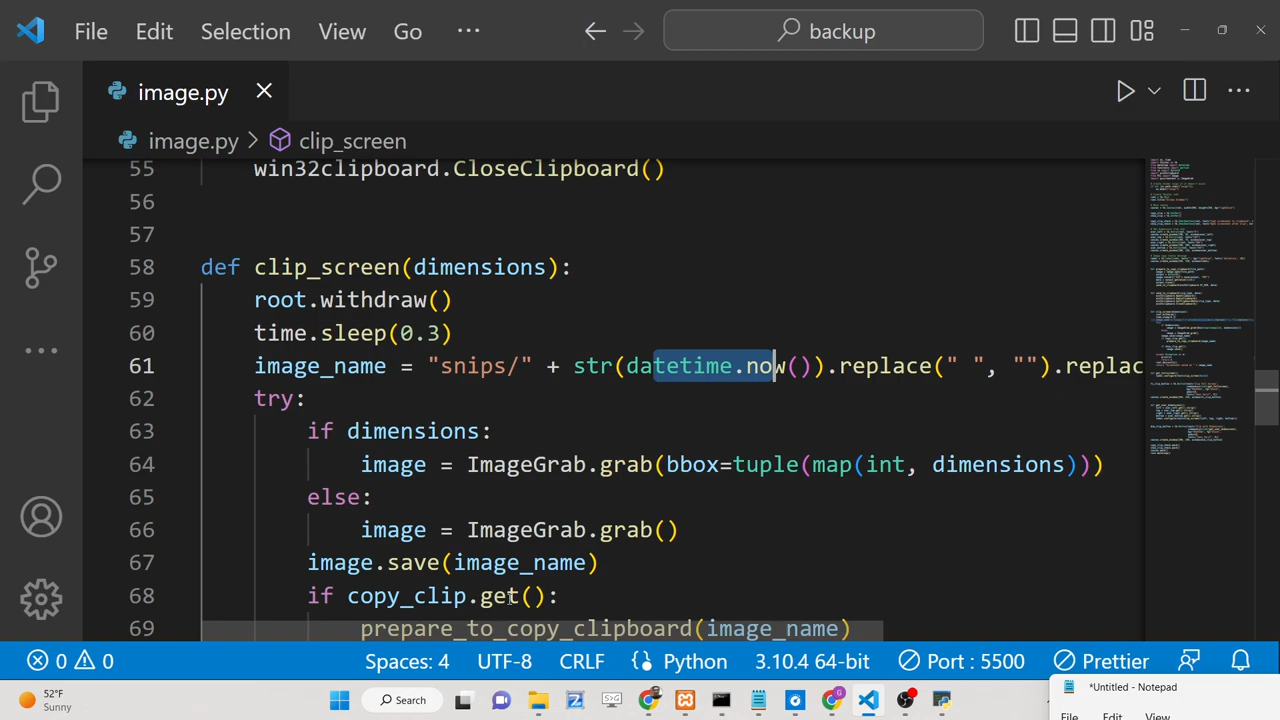 File Edit Selection View Go ··· backup
image.py
image.py > clip_screen
55 win32clipboard.CloseClipboard()
56
57
58 def clip_screen(dimensions):
59 root.withdraw()
60 time.sleep(0.3)
61 image_name = "snips/" + str(datetime.now()).replace(" ", "").replac
62 try:
63 if dimensions:
64 image = ImageGrab.grab(bbox=tuple(map(int, dimensions)))
65 else:
66 image = ImageGrab.grab()
67 image.save(image_name)
68 if copy_clip.get():
69 prepare_to_copy_clipboard(image_name)
0 0 Spaces: 4 UTF-8 CRLF Python 3.10.4 64-bit Port : 5500 Prettier
52°F
Sunny
Search
*Untitled - Notepad
File Edit View